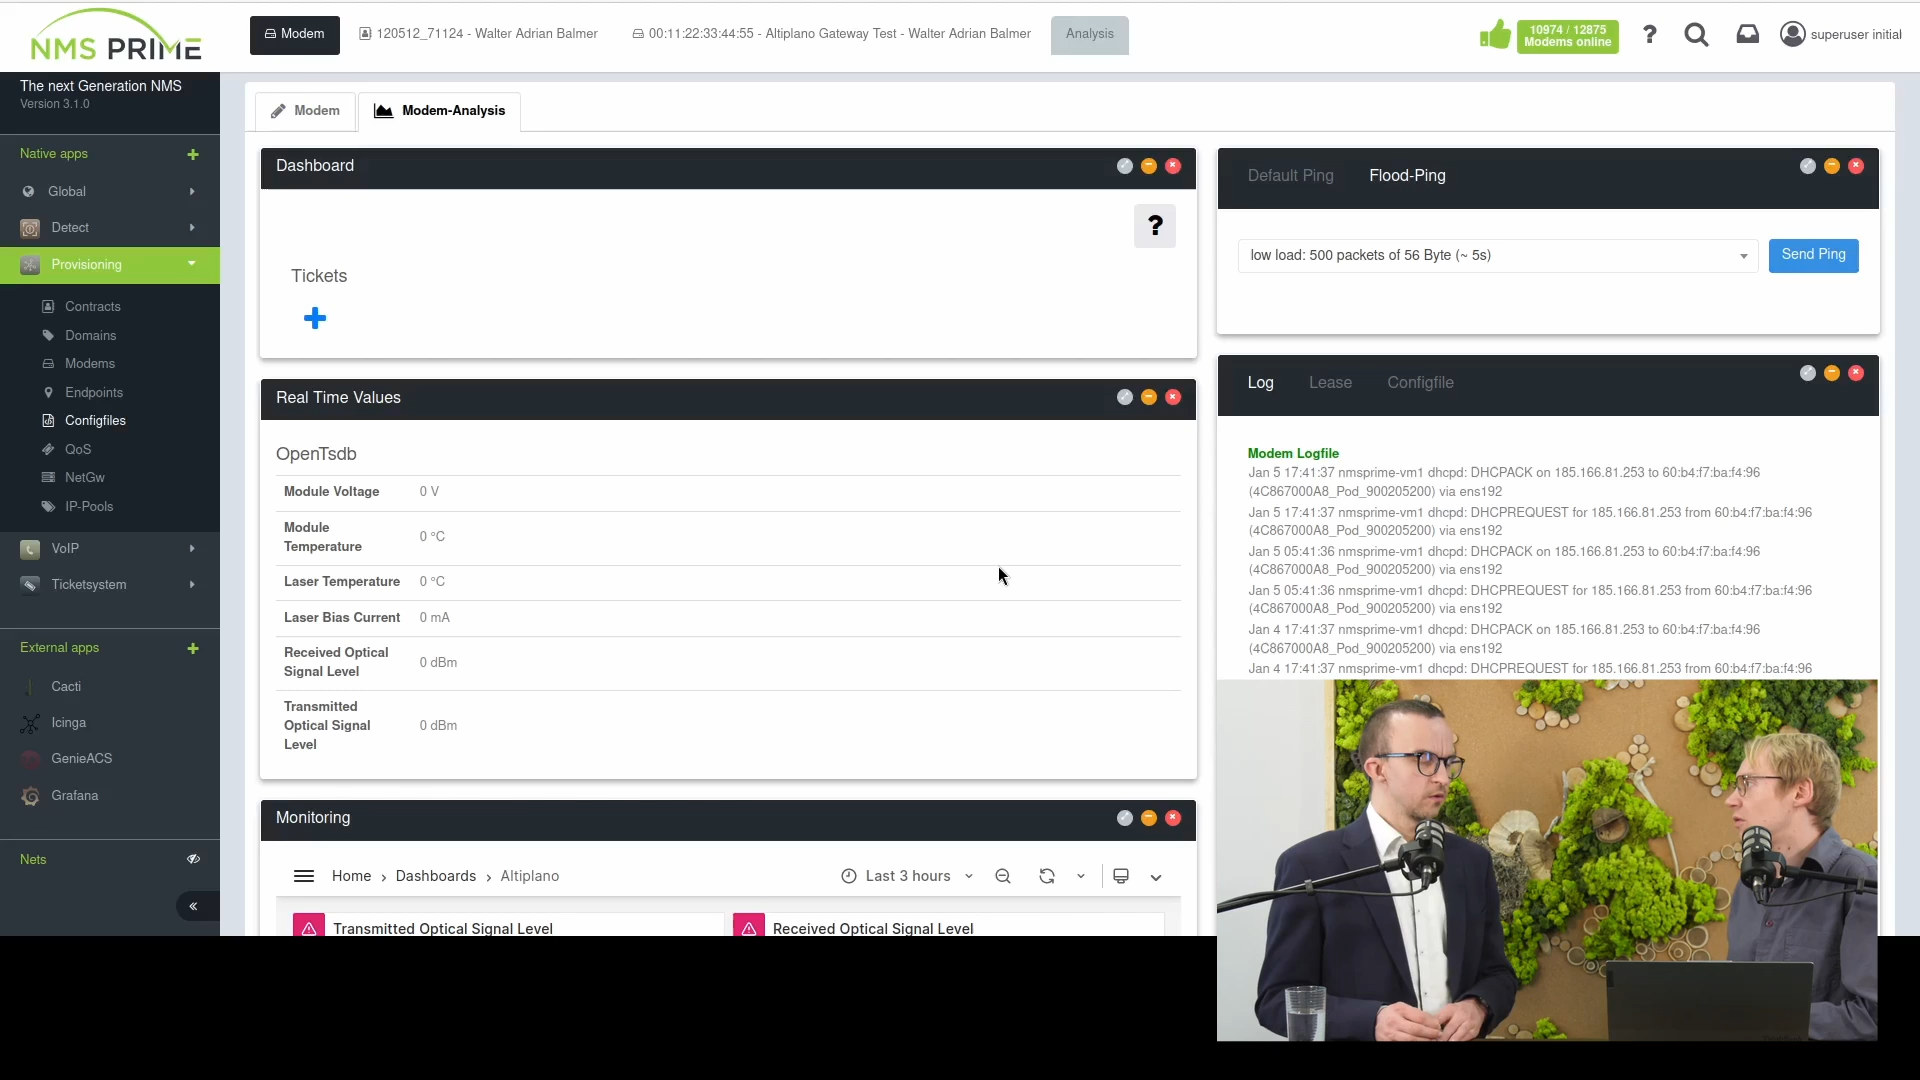 NMS PRIME
Modem
120512_71124 - Walter Adrian Balmer
00:11:22:33:44:55 - Altiplano Gateway Test - Walter Adrian Balmer
Analysis
10974 / 12875
Modems online
?
superuser initial
The next Generation NMS
Version 3.1.0
Native apps
Global
Detect
Provisioning
Contracts
Domains
Modems
Endpoints
Configfiles
QoS
NetGw
IP-Pools
VoIP
Ticketsystem
External apps
Cacti
Icinga
GenieACS
Grafana
Nets
Modem
Modem-Analysis
Dashboard
?
Tickets
Real Time Values
OpenTsdb
Module Voltage 0 V
Module
Temperature 0 °C
Laser Temperature 0 °C
Laser Bias Current 0 mA
Received Optical
Signal Level 0 dBm
Transmitted
Optical Signal 0 dBm
Level
Monitoring
Home › Dashboards › Altiplano
Last 3 hours
Transmitted Optical Signal Level
Received Optical Signal Level
Default Ping Flood-Ping
low load: 500 packets of 56 Byte (~ 5s)
Send Ping
Log Lease Configfile
Modem Logfile
Jan 5 17:41:37 nmsprime-vm1 dhcpd: DHCPACK on 185.166.81.253 to 60:b4:f7:ba:f4:96
(4C867000A8_Pod_900205200) via ens192
Jan 5 17:41:37 nmsprime-vm1 dhcpd: DHCPREQUEST for 185.166.81.253 from 60:b4:f7:ba:f4:96
(4C867000A8_Pod_900205200) via ens192
Jan 5 05:41:36 nmsprime-vm1 dhcpd: DHCPACK on 185.166.81.253 to 60:b4:f7:ba:f4:96
(4C867000A8_Pod_900205200) via ens192
Jan 5 05:41:36 nmsprime-vm1 dhcpd: DHCPREQUEST for 185.166.81.253 from 60:b4:f7:ba:f4:96
(4C867000A8_Pod_900205200) via ens192
Jan 4 17:41:37 nmsprime-vm1 dhcpd: DHCPACK on 185.166.81.253 to 60:b4:f7:ba:f4:96
(4C867000A8_Pod_900205200) via ens192
Jan 4 17:41:37 nmsprime-vm1 dhcpd: DHCPREQUEST for 185.166.81.253 from 60:b4:f7:ba:f4:96